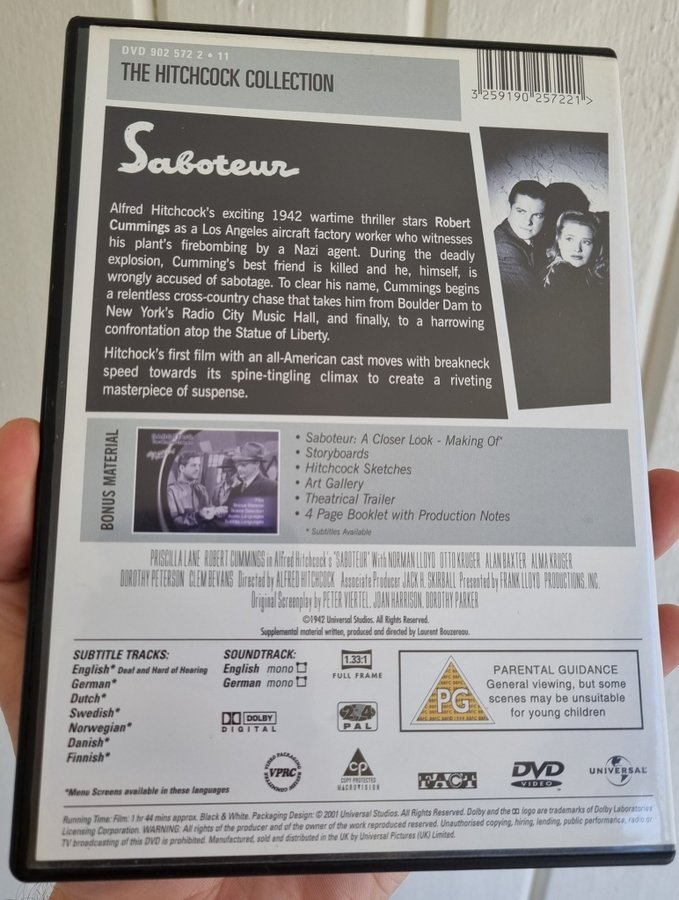 DVD 902 572 2 • 11
THE HITCHCOCK COLLECTION
3 259190 257221 >
Saboteur
Alfred Hitchcock's exciting 1942 wartime thriller stars Robert
Cummings as a Los Angeles aircraft factory worker who witnesses
his plant's firebombing by a Nazi agent. During the deadly
explosion, Cumming's best friend is killed and he, himself, is
wrongly accused of sabotage. To clear his name, Cummings begins
a relentless cross-country chase that takes him from Boulder Dam to
New York's Radio City Music Hall, and finally, to a harrowing
confrontation atop the Statue of Liberty.
Hitchock's first film with an all-American cast moves with breakneck
speed towards its spine-tingling climax to create a riveting
masterpiece of suspense.
BONUS MATERIAL
• Saboteur: A Closer Look - Making Of*
• Storyboards
• Hitchcock Sketches
• Art Gallery
• Theatrical Trailer
• 4 Page Booklet with Production Notes
* Subtitles Available
PRISCILLA LANE ROBERT CUMMINGS in Alfred Hitchcock's "SABOTEUR" With NORMAN LLOYD OTTO KRUGER ALAN BAXTER ALMA KRUGER
DOROTHY PETERSON CLEM BEVANS Directed by ALFRED HITCHCOCK Associate Producer JACK H. SKIRBALL Presented by FRANK LLOYD PRODUCTIONS, INC.
Original Screenplay by PETER VIERTEL, JOAN HARRISON, DOROTHY PARKER
©1942 Universal Studios. All Rights Reserved.
Supplemental material written, produced and directed by Laurent Bouzereau.
SUBTITLE TRACKS:
English* Deaf and Hard of Hearing
German*
Dutch*
Swedish*
Norwegian*
Danish*
Finnish*
*Menu Screens available in these languages
SOUNDTRACK:
English mono
German mono
DOLBY
DIGITAL
1.33:1
FULL FRAME
2 4
PAL
PG
PARENTAL GUIDANCE
General viewing, but some
scenes may be unsuitable
for young children
VIDEO PACKAGING REVIEW COMMITTEE
VPRC
CP
COPY PROTECTED
MACROVISION
FACT
DVD
VIDEO
UNIVERSAL
Running Time: Film: 1 hr 44 mins approx. Black & White. Packaging Design: © 2001 Universal Studios. All Rights Reserved. Dolby and the DD logo are trademarks of Dolby Laboratories
Licensing Corporation. WARNING: All rights of the producer and of the owner of the work reproduced reserved. Unauthorised copying, hiring, lending, public performance, radio or
TV broadcasting of this DVD is prohibited. Manufactured, sold and distributed in the UK by Universal Pictures (UK) Limited.